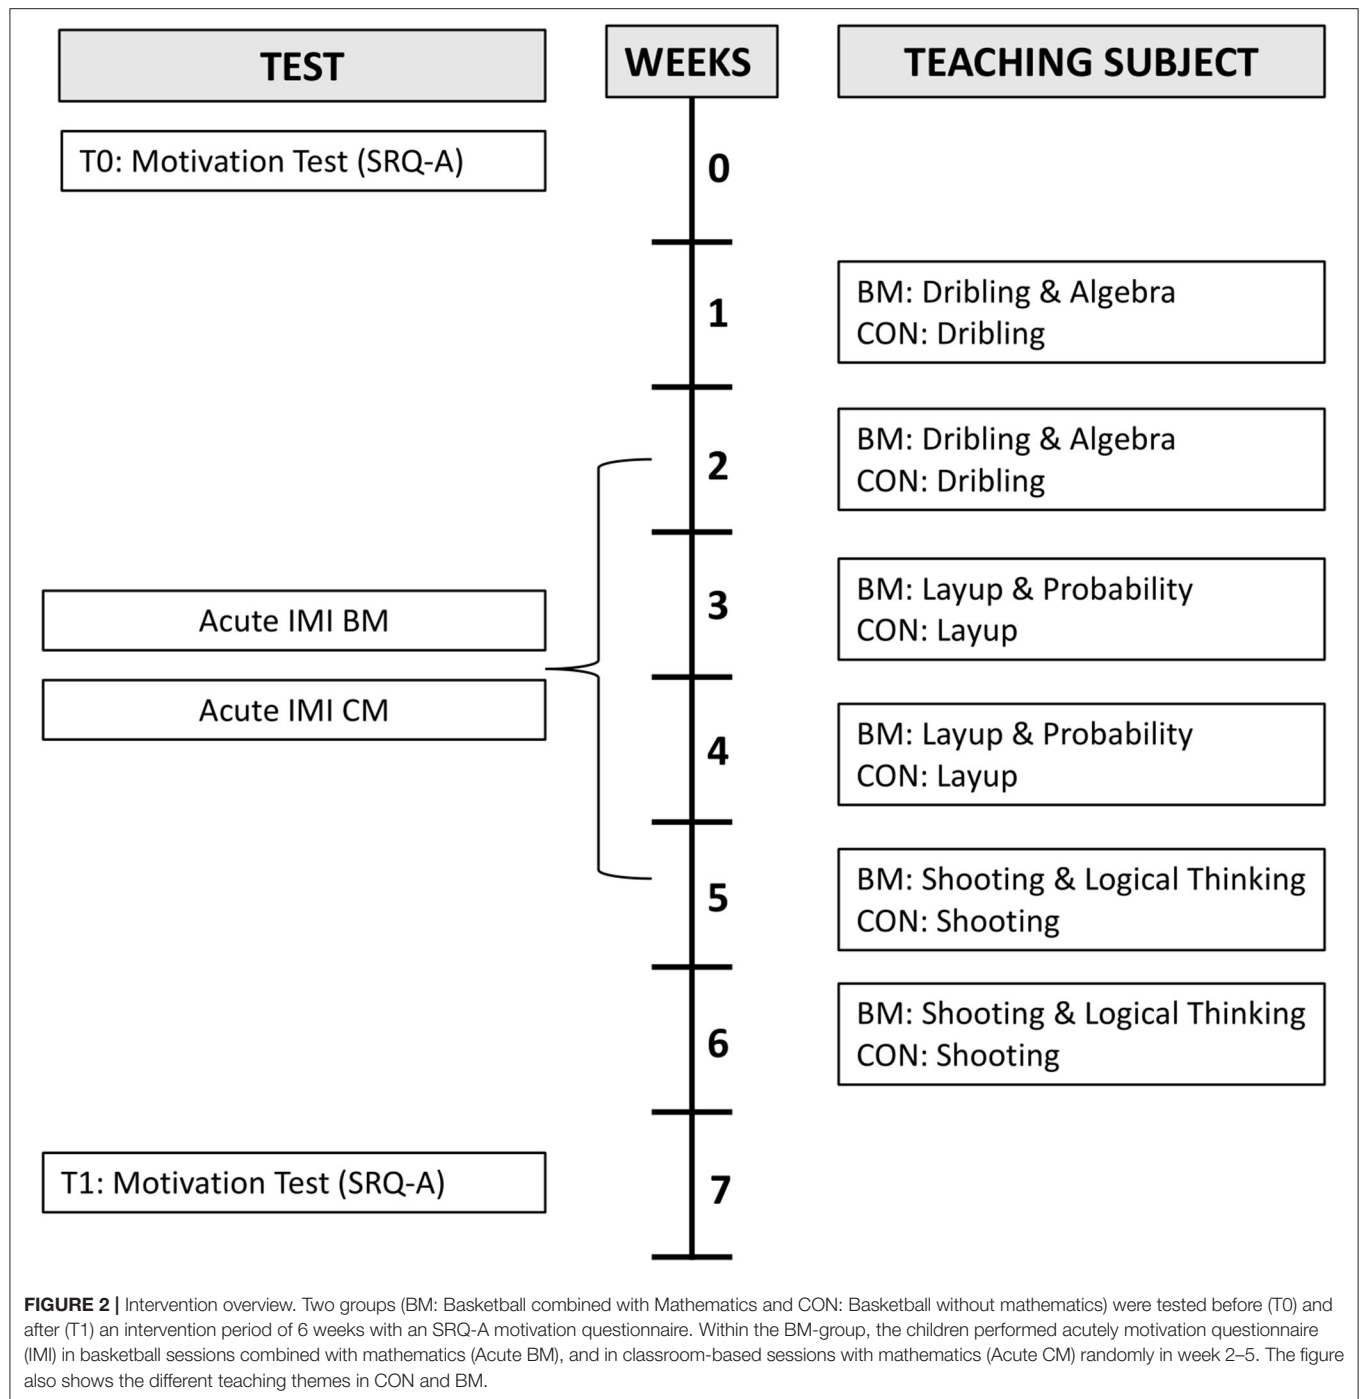 TEST
WEEKS
TEACHING SUBJECT
T0: Motivation Test (SRQ-A)
0
1
BM: Dribling & Algebra
CON: Dribling
2
BM: Dribling & Algebra
CON: Dribling
Acute IMI BM
Acute IMI CM
3
BM: Layup & Probability
CON: Layup
4
BM: Layup & Probability
CON: Layup
5
BM: Shooting & Logical Thinking
CON: Shooting
6
BM: Shooting & Logical Thinking
CON: Shooting
T1: Motivation Test (SRQ-A)
7
FIGURE 2 | Intervention overview. Two groups (BM: Basketball combined with Mathematics and CON: Basketball without mathematics) were tested before (T0) and
after (T1) an intervention period of 6 weeks with an SRQ-A motivation questionnaire. Within the BM-group, the children performed acutely motivation questionnaire
(IMI) in basketball sessions combined with mathematics (Acute BM), and in classroom-based sessions with mathematics (Acute CM) randomly in week 2–5. The figure
also shows the different teaching themes in CON and BM.